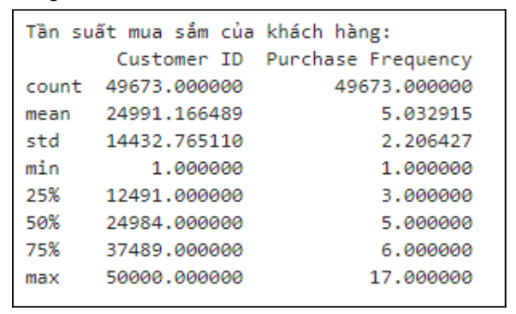 Tần suất mua sắm của khách hàng:
Customer ID Purchase Frequency
count 49673.000000 49673.000000
mean 24991.166489 5.032915
std 14432.765110 2.206427
min 1.000000 1.000000
25% 12491.000000 3.000000
50% 24984.000000 5.000000
75% 37489.000000 6.000000
max 50000.000000 17.000000